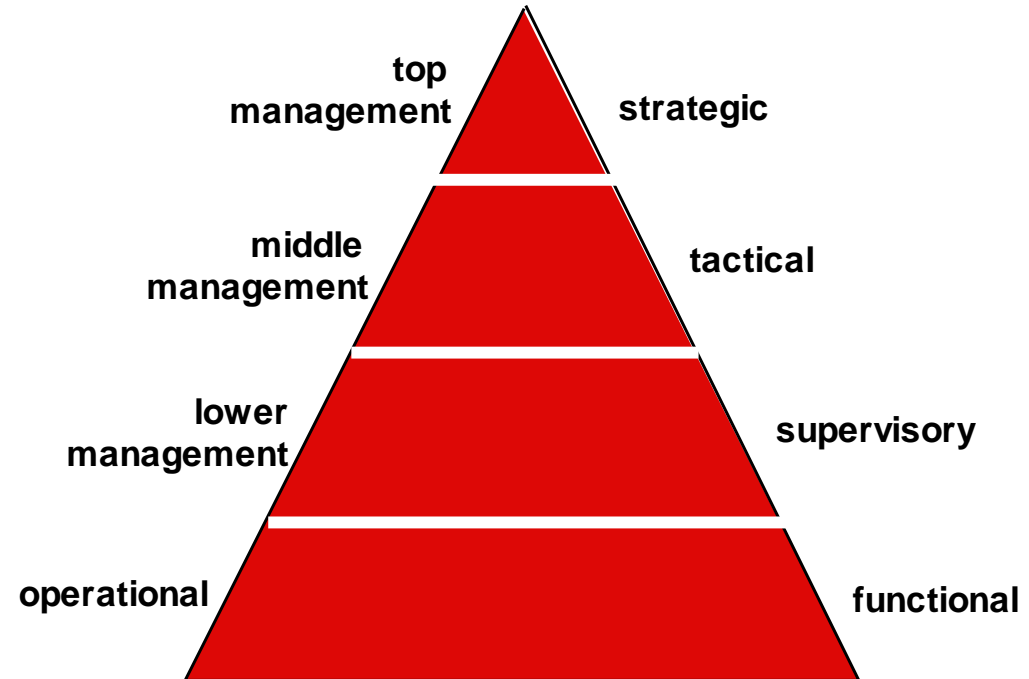 top
management
strategic
middle
management
tactical
lower
management
supervisory
operational
functional